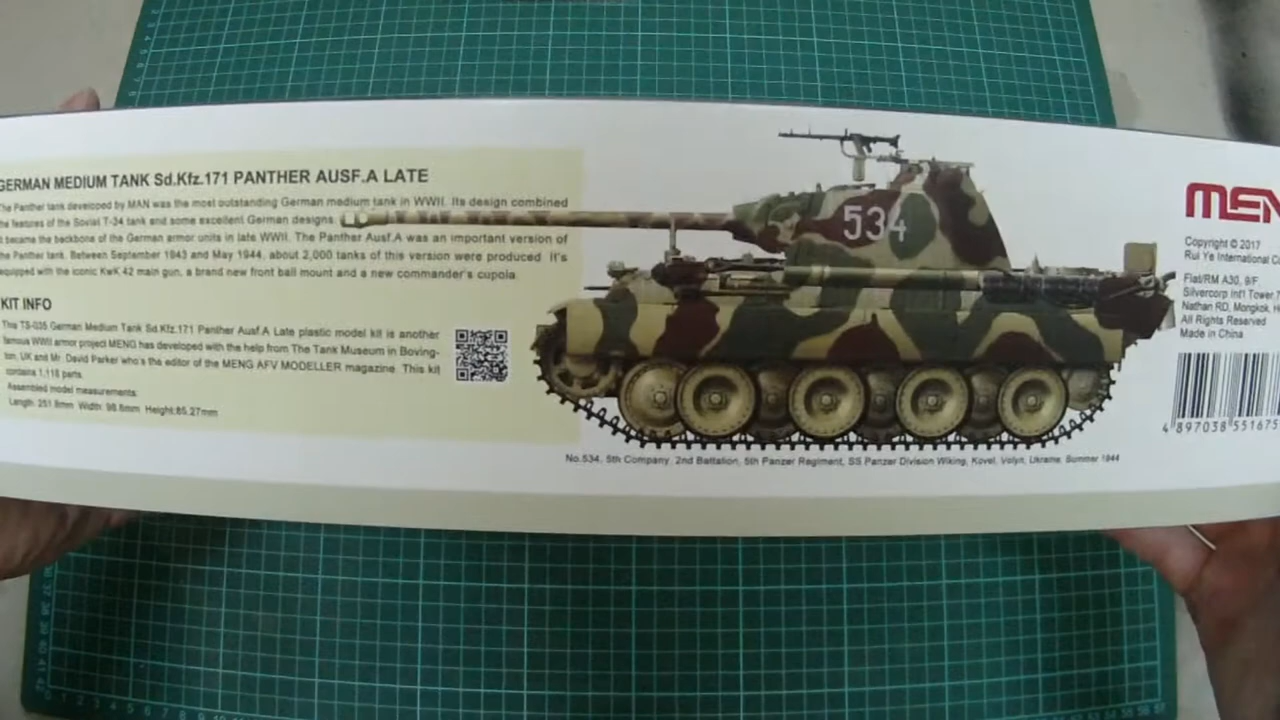 GERMAN MEDIUM TANK Sd.Kfz.171 PANTHER AUSF.A LATE
The Panther tank developed by MAN was the most outstanding German medium tank in WWII. Its design combined
the features of the Soviet T-34 tank and some excellent German designs
it became the backbone of the German armor units in late WWII. The Panther Ausf.A was an important version of
the Panther tank. Between September 1943 and May 1944, about 2,000 tanks of this version were produced. It's
equipped with the iconic KwK 42 main gun, a brand new front ball mount and a new commander's cupola.
KIT INFO
This TS-035 German Medium Tank Sd.Kfz.171 Panther Ausf.A Late plastic model kit is another
famous WWII armor project MENG has developed with the help from The Tank Museum in Boving-
ton, UK and Mr. David Parker who's the editor of the MENG AFV MODELLER magazine. This kit
contains 1,118 parts.
Assembled model measurements:
Length: 251.8mm Width: 98.6mm Height:85.27mm
534
No.534, 5th Company, 2nd Battalion, 5th Panzer Regiment, SS Panzer Division Wiking, Kovel, Volyn, Ukraine, Summer 1944
MEN
Copyright © 2017
Rui Ye International
Flat/RM A30, 9/F
Silvercorp Int'l Tower
Nathan RD, Mongkok,
All Rights Reserved
Made in China
4 897038 551675